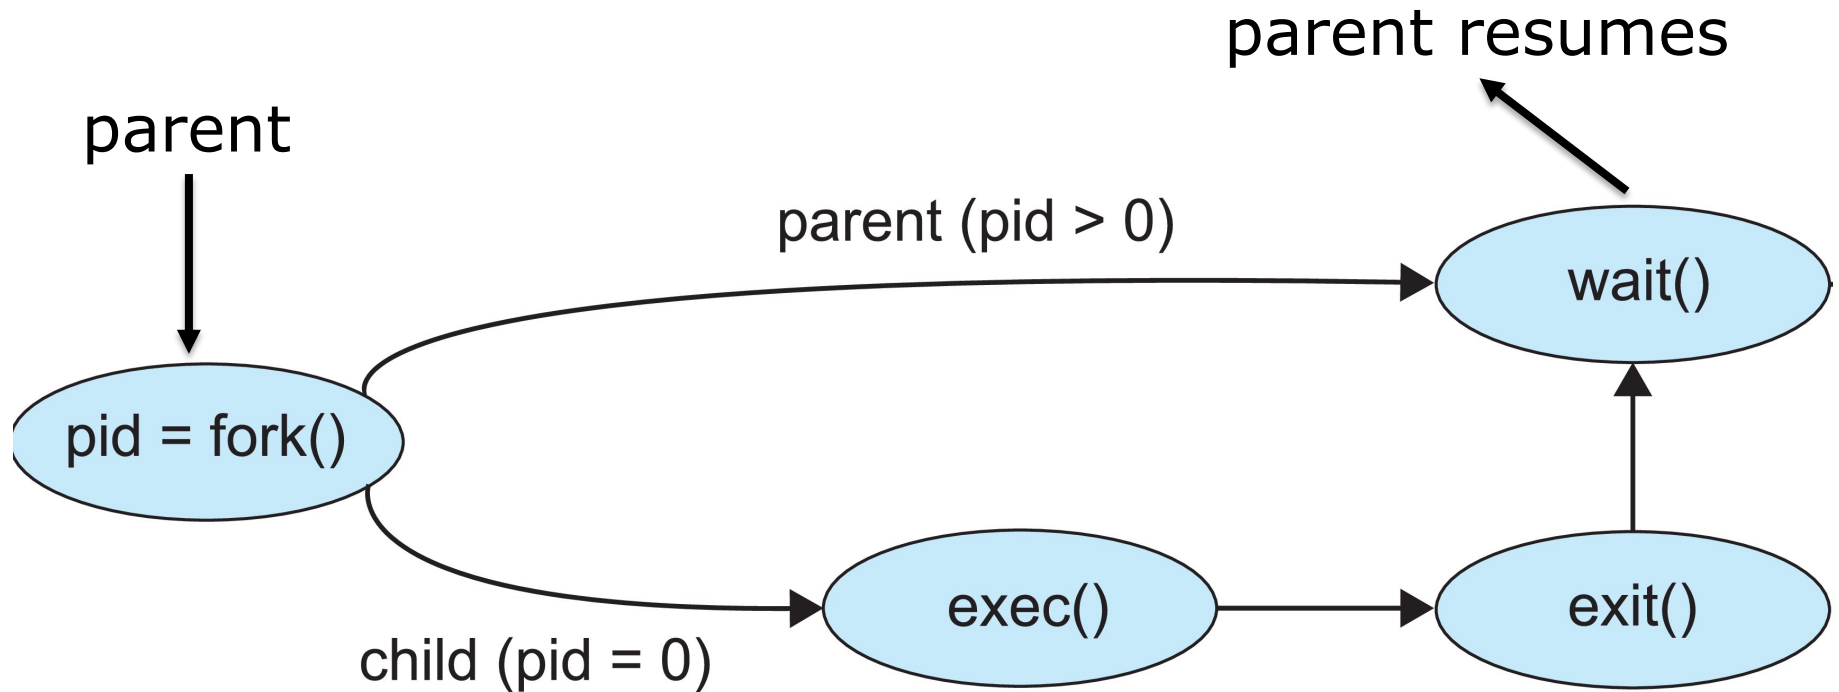 parent resumes
parent
parent (pid > 0)
wait()
pid = fork()
exec()
exit()
child (pid = 0)